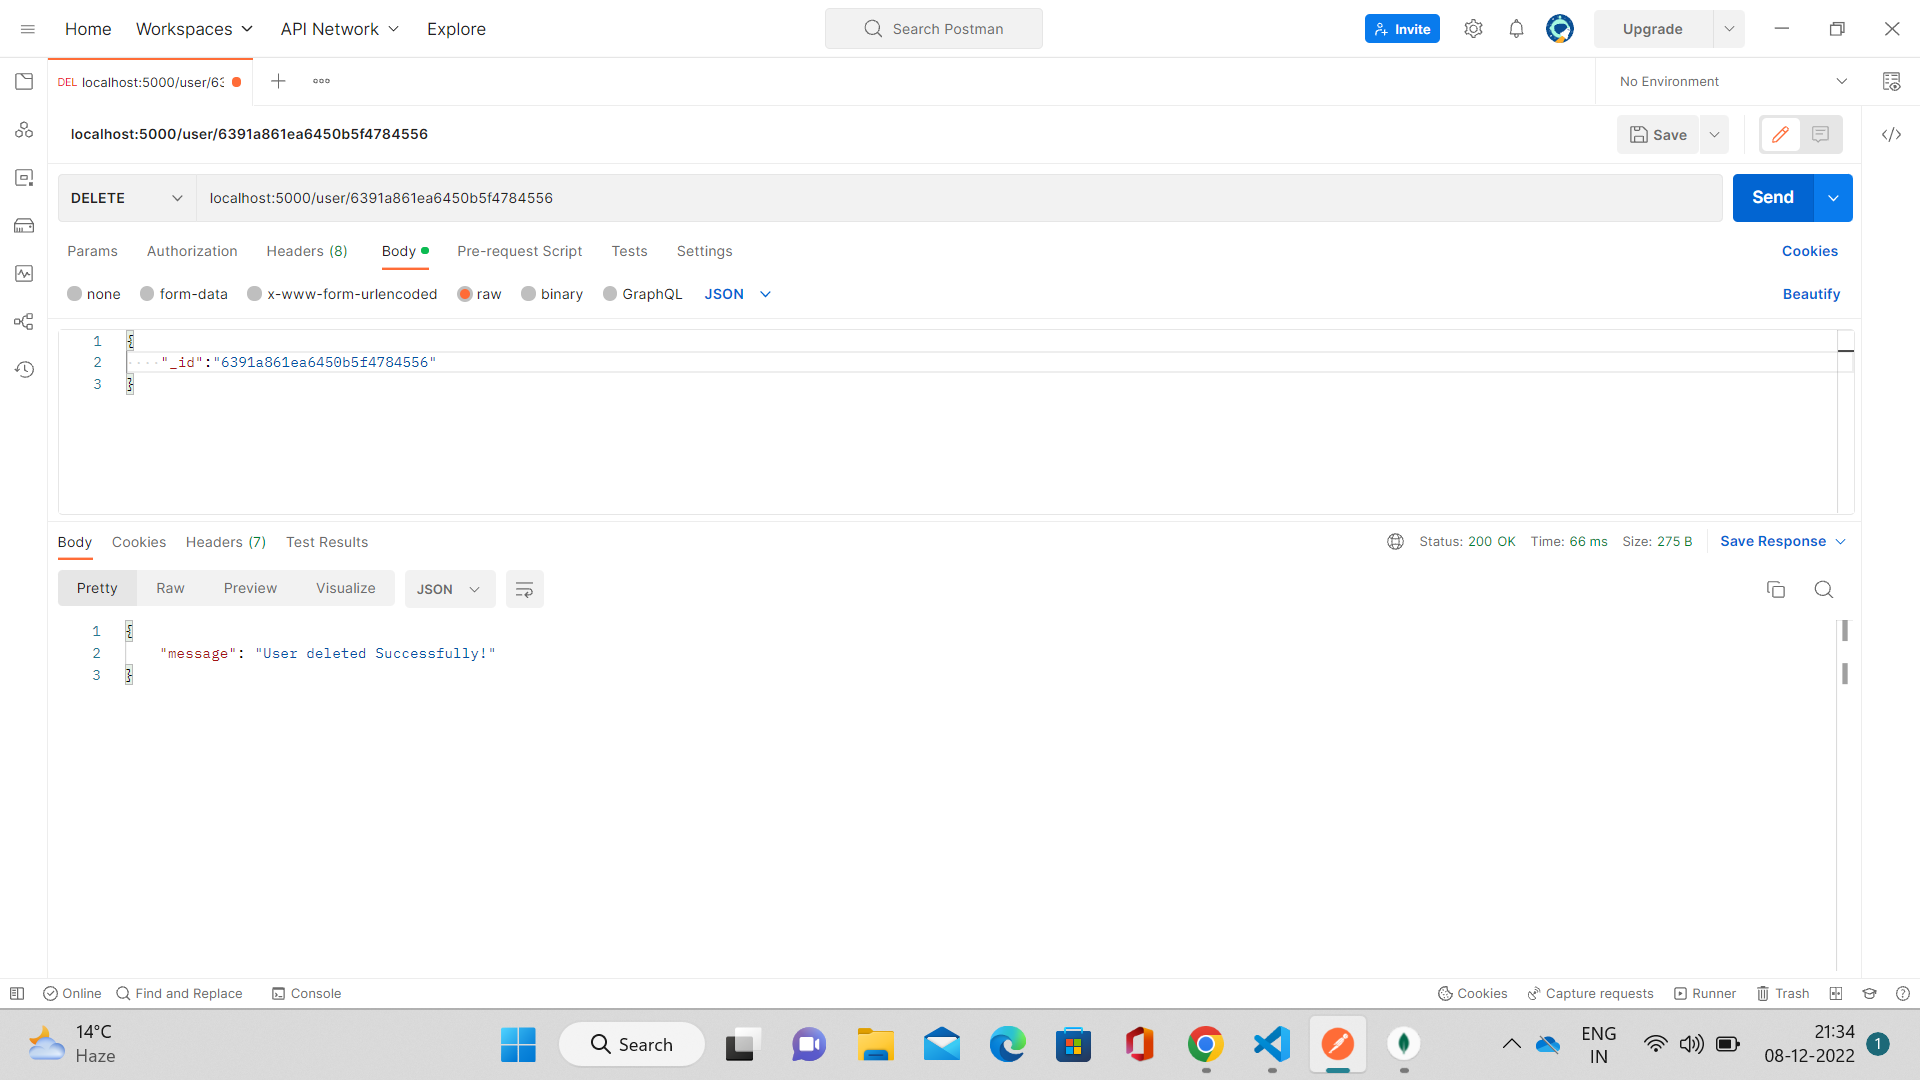 Home Workspaces API Network Explore Search Postman Invite Upgrade
DEL localhost:5000/user/63 No Environment
localhost:5000/user/6391a861ea6450b5f4784556 Save
DELETE localhost:5000/user/6391a861ea6450b5f4784556 Send
Params Authorization Headers (8) Body Pre-request Script Tests Settings Cookies
none form-data x-www-form-urlencoded raw binary GraphQL JSON Beautify
1 {
2 "_id":"6391a861ea6450b5f4784556"
3 }
Body Cookies Headers (7) Test Results Status: 200 OK Time: 66 ms Size: 275 B Save Response
Pretty Raw Preview Visualize JSON
1 {
2 "message": "User deleted Successfully!"
3 }
Online Find and Replace Console Cookies Capture requests Runner Trash
14°C
Haze
Search
ENG
IN
21:34
08-12-2022
1